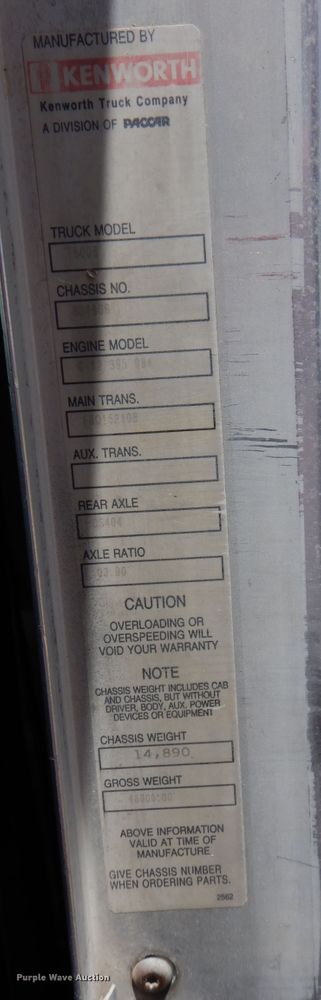 MANUFACTURED BY
KENWORTH
Kenworth Truck Company
A DIVISION OF PACCAR
TRUCK MODEL
CHASSIS NO.
ENGINE MODEL
MAIN TRANS.
AUX. TRANS.
REAR AXLE
AXLE RATIO
CAUTION
OVERLOADING OR
OVERSPEEDING WILL
VOID YOUR WARRANTY
NOTE
CHASSIS WEIGHT INCLUDES CAB
AND CHASSIS, BUT WITHOUT
DRIVER, BODY, AUX. POWER
DEVICES OR EQUIPMENT
CHASSIS WEIGHT
14,890
GROSS WEIGHT
ABOVE INFORMATION
VALID AT TIME OF
MANUFACTURE
GIVE CHASSIS NUMBER
WHEN ORDERING PARTS.
2562
Purple Wave Auction